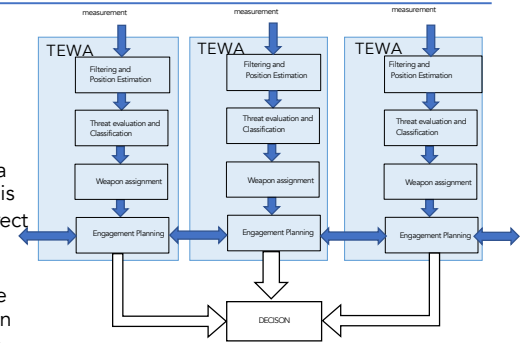 measurement
measurement
measurement
TEWA
TEWA
TEWA
Filtering and
Position Estimation
Filtering and
Position Estimation
Filtering and
Position Estimation
Threat evaluation and
Classification
Threat evaluation and
Classification
Threat evaluation and
Classification
Weapon assignment
Weapon assignment
Weapon assignment
Engagement Planning
Engagement Planning
Engagement Planning
DECISON
a
is
ect
e
n